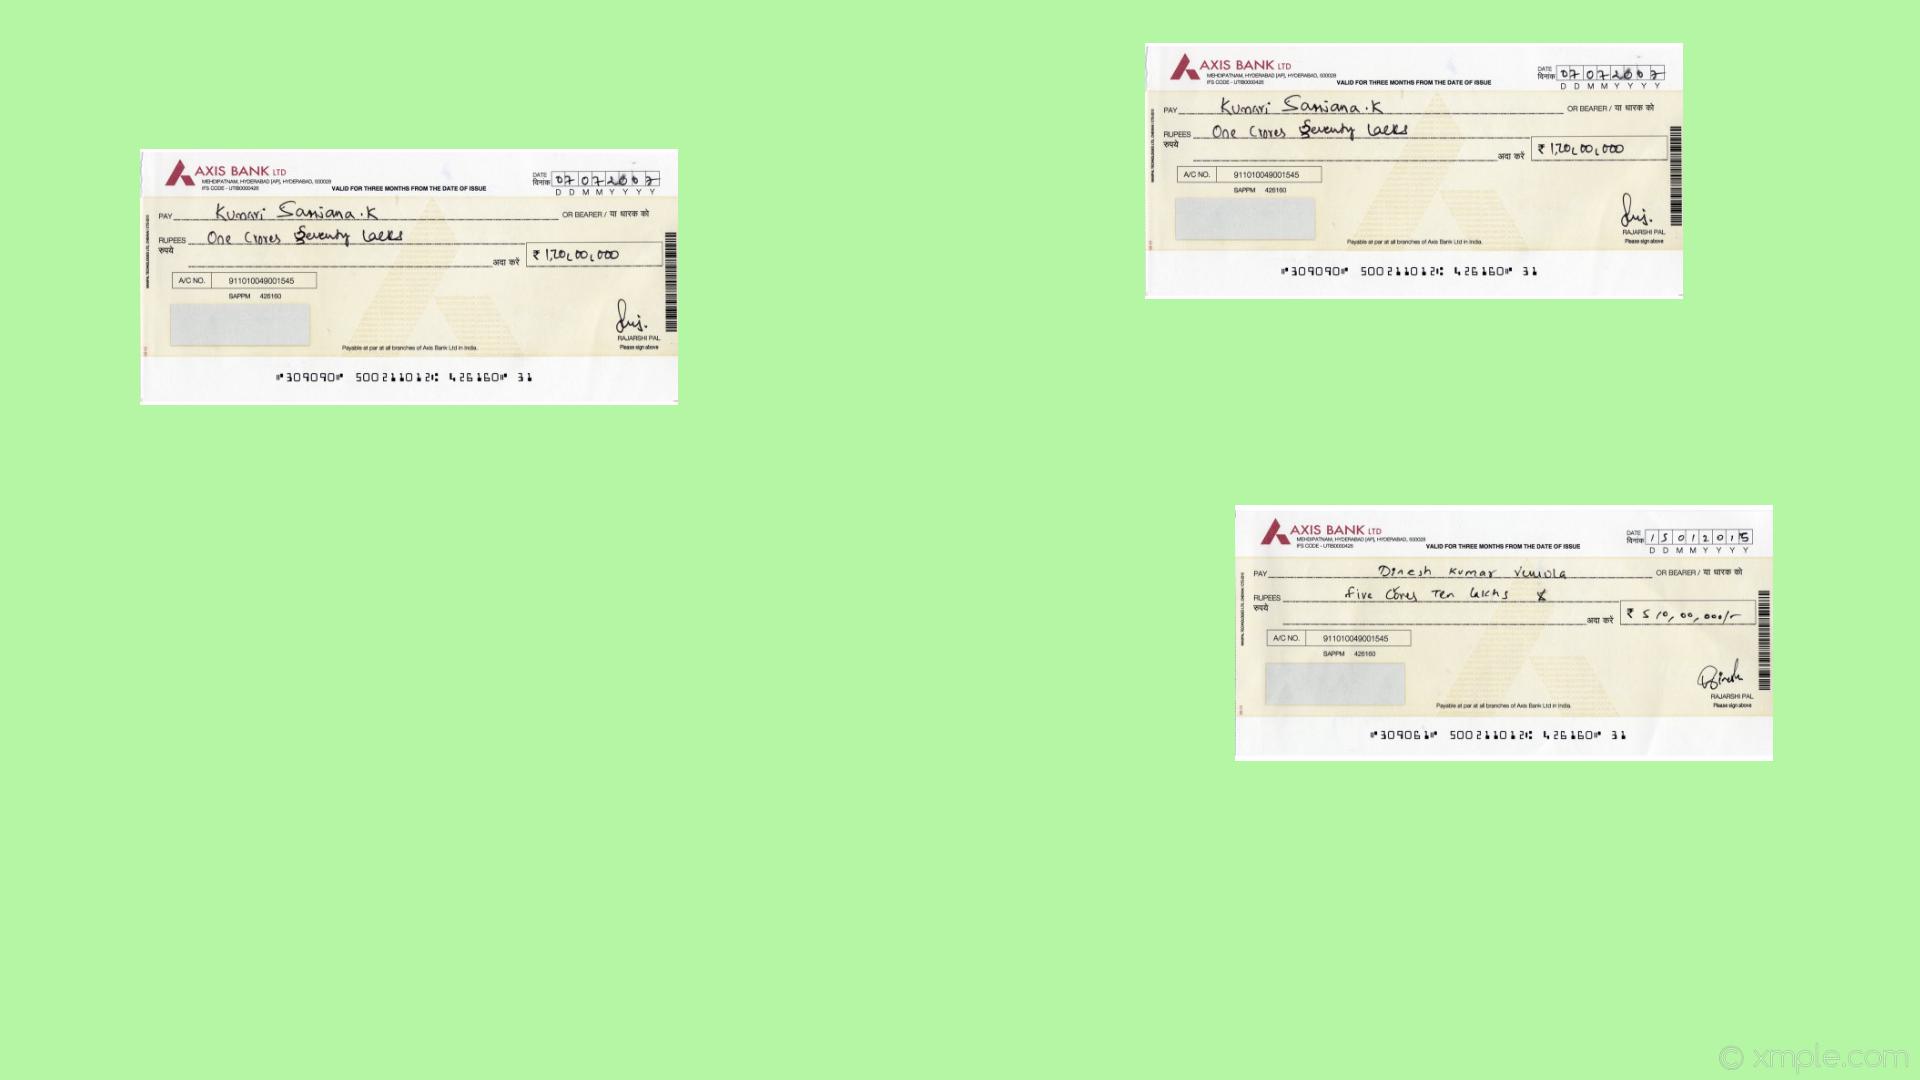 AXIS BANK LTD
MEHDIPATNAM, HYDERABAD [AP], HYDERABAD, 500028
IFS CODE - UTIB0000426
VALID FOR THREE MONTHS FROM THE DATE OF ISSUE
DATE
दिनांक 07072007
D D M M Y Y Y Y
PAY Kumari Sanjana.K OR BEARER / या धारक को
RUPEES One Crores Seventy Lacks
रुपये
अदा करें ₹ 1,70,00,000
A/C NO. 911010049001545
SAPPM 426160
RAJARSHI PAL
Please sign above
Payable at par at all branches of Axis Bank Ltd in India.
⑈309090⑈ 500211012⑆ 426160⑈ 31
AXIS BANK LTD
MEHDIPATNAM, HYDERABAD [AP], HYDERABAD, 500028
IFS CODE - UTIB0000426
VALID FOR THREE MONTHS FROM THE DATE OF ISSUE
DATE
दिनांक 07072007
D D M M Y Y Y Y
PAY Kumari Sanjana.K OR BEARER / या धारक को
RUPEES One Crores Seventy Lacks
रुपये
अदा करें ₹ 1,70,00,000
A/C NO. 911010049001545
SAPPM 426160
RAJARSHI PAL
Please sign above
Payable at par at all branches of Axis Bank Ltd in India.
⑈309090⑈ 500211012⑆ 426160⑈ 31
AXIS BANK LTD
MEHDIPATNAM, HYDERABAD [AP], HYDERABAD, 500028
IFS CODE - UTIB0000426
VALID FOR THREE MONTHS FROM THE DATE OF ISSUE
DATE
दिनांक 15012015
D D M M Y Y Y Y
PAY Dinesh Kumar OR BEARER / या धारक को
RUPEES five Cores Ten lakhs
रुपये
अदा करें ₹ 510,00,000/-
A/C NO. 911010049001545
SAPPM 426160
Dinesh
RAJARSHI PAL
Please sign above
Payable at par at all branches of Axis Bank Ltd in India.
⑈309061⑈ 500211012⑆ 426160⑈ 31
© xmple.com